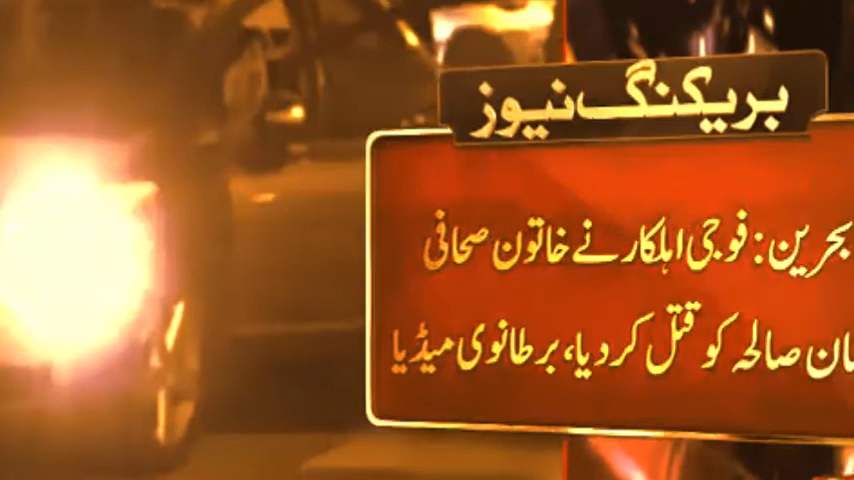 بریکنگ نیوز
بحرین: فوجی اہلکار نے خاتون صحافی
صالحہ کو قتل کر دیا، برطانوی میڈیا